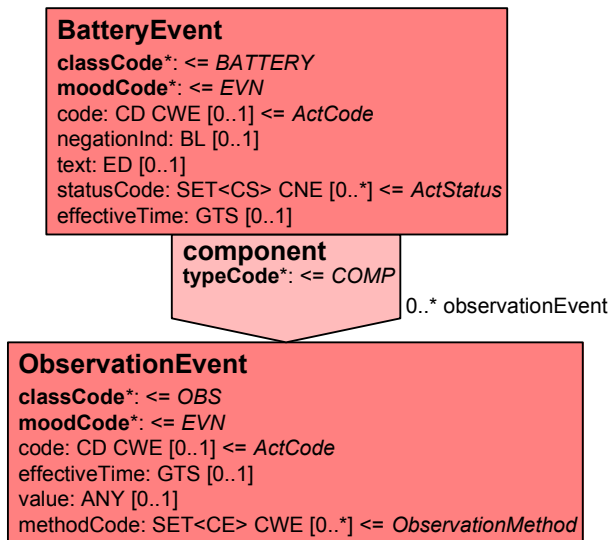 BatteryEvent
classCode*: <= BATTERY
moodCode*: <= EVN
code: CD CWE [0..1] <= ActCode
negationInd: BL [0..1]
text: ED [0..1]
statusCode: SET<CS> CNE [0..*] <= ActStatus
effectiveTime: GTS [0..1]
component
typeCode*: <= COMP
0..* observationEvent
ObservationEvent
classCode*: <= OBS
moodCode*: <= EVN
code: CD CWE [0..1] <= ActCode
effectiveTime: GTS [0..1]
value: ANY [0..1]
methodCode: SET<CE> CWE [0..*] <= ObservationMethod